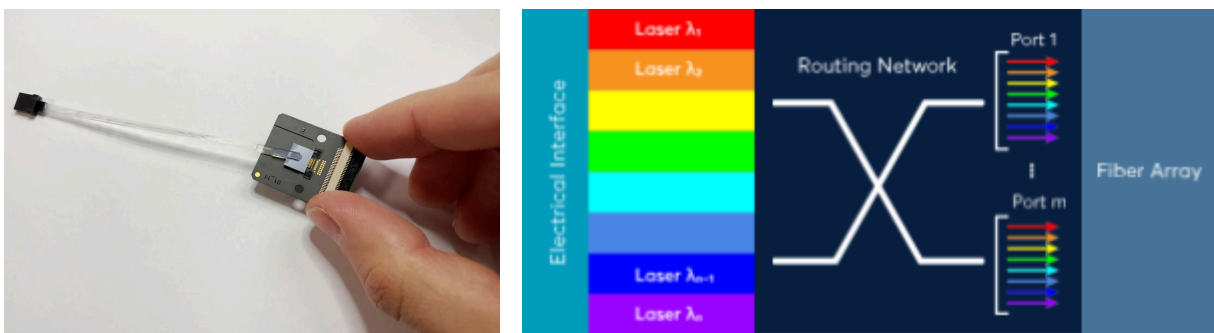 Electrical Interface
Laser λ₁
Laser λ₂
Laser λₙ₋₁
Laser λₙ
Routing Network
Port 1
Port m
Fiber Array